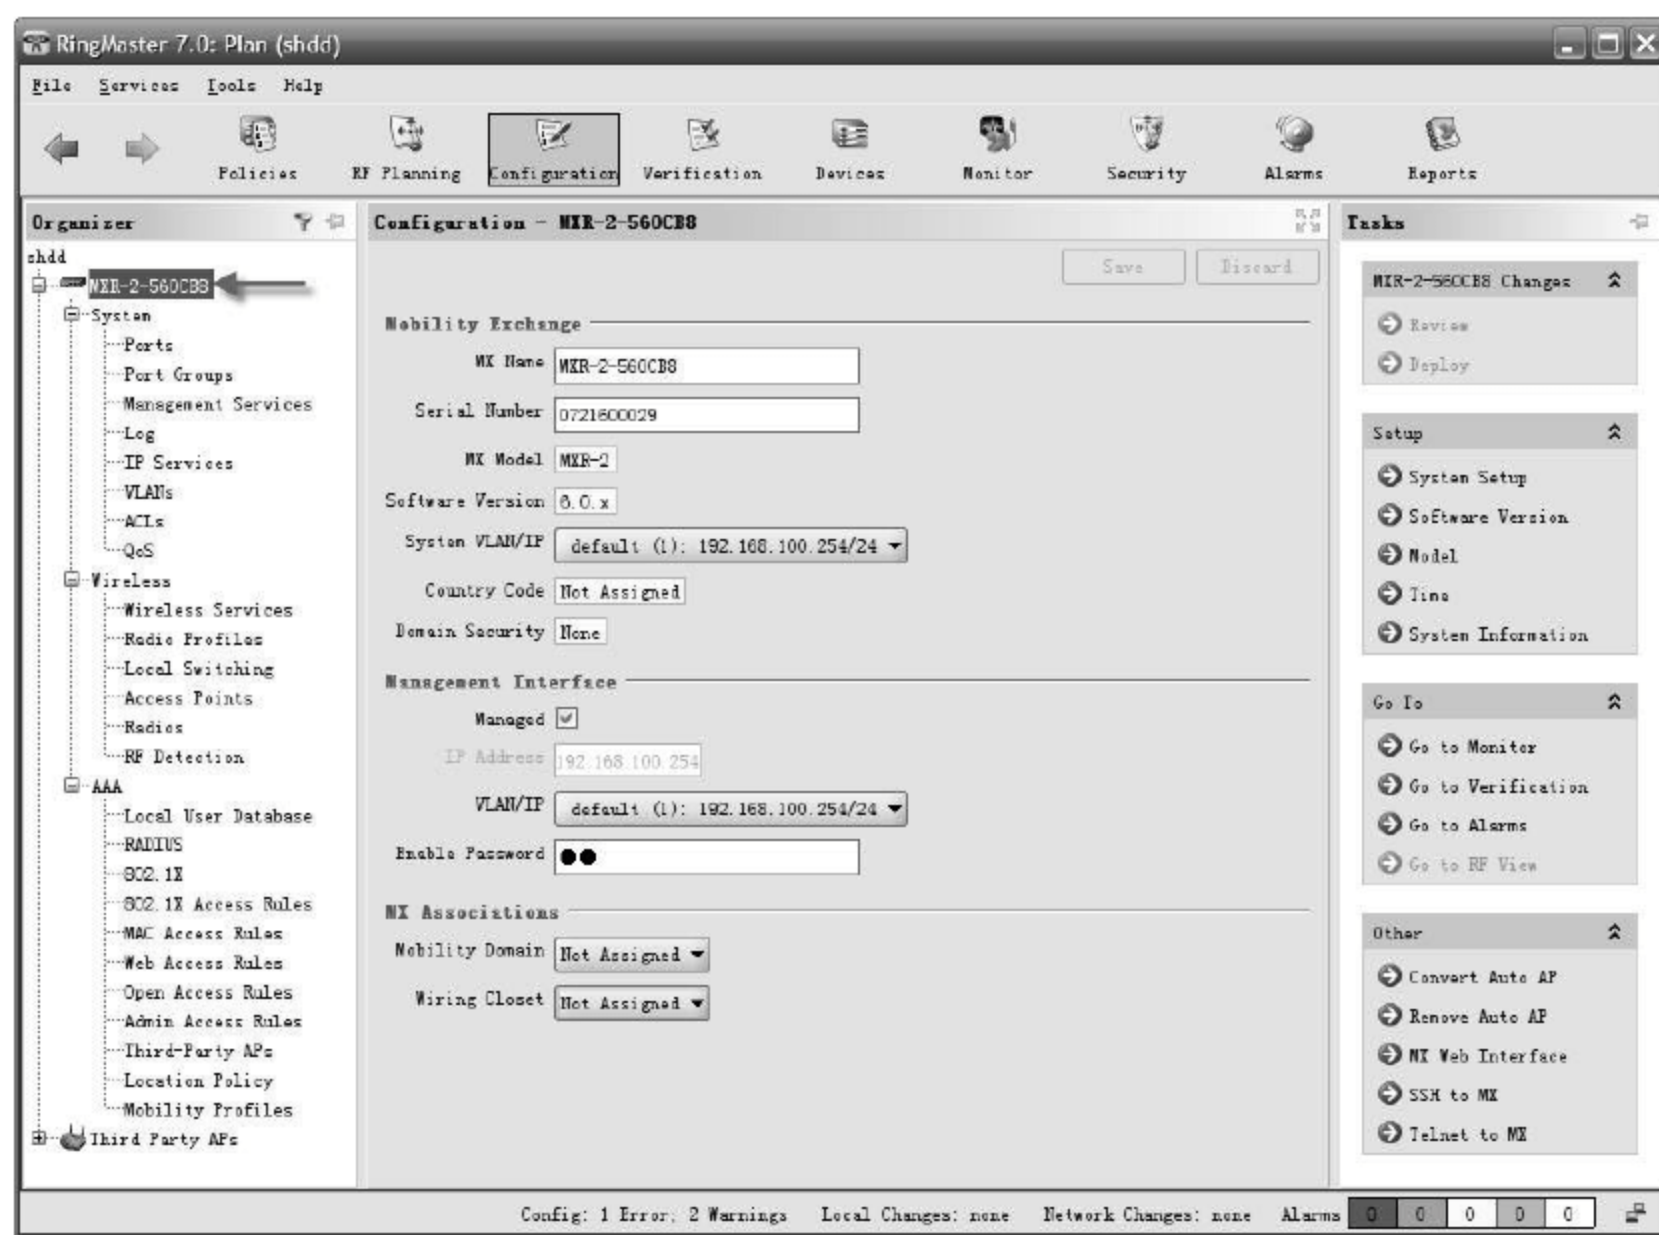 RingMaster 7.0: Plan (shdd)
File Services Tools Help
Policies RF Planning Configuration Verification Devices Monitor Security Alarms Reports
Organizer
shdd
MXR-2-560CB8
System
Ports
Port Groups
Management Services
Log
IP Services
VLANs
ACLs
QoS
Wireless
Wireless Services
Radio Profiles
Local Switching
Access Points
Radios
RF Detection
AAA
Local User Database
RADIUS
802.1X
802.1X Access Rules
MAC Access Rules
Web Access Rules
Open Access Rules
Admin Access Rules
Third-Party APs
Location Policy
Mobility Profiles
Third Party APs
Configuration - MXR-2-560CB8
Save Discard
Mobility Exchange
MX Name MXR-2-560CB8
Serial Number 0721600029
MX Model MXR-2
Software Version 6.0.x
System VLAN/IP default (1): 192.168.100.254/24
Country Code Not Assigned
Domain Security None
Management Interface
Managed
IP Address 192.168.100.254
VLAN/IP default (1): 192.168.100.254/24
Enable Password ●●
MX Associations
Mobility Domain Not Assigned
Wiring Closet Not Assigned
Tasks
MXR-2-560CB8 Changes
Review
Deploy
Setup
System Setup
Software Version
Model
Time
System Information
Go To
Go to Monitor
Go to Verification
Go to Alarms
Go to RF View
Other
Convert Auto AP
Remove Auto AP
MX Web Interface
SSH to MX
Telnet to MX
Config: 1 Error; 2 Warnings Local Changes: none Network Changes: none Alarms 0 0 0 0 0